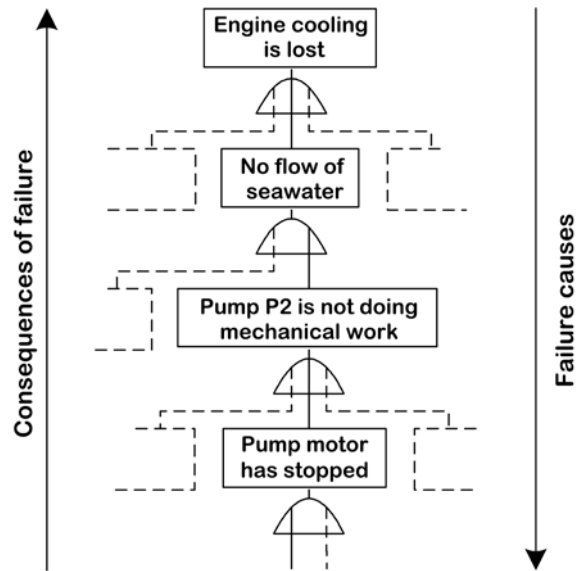 Engine cooling
is lost
No flow of
seawater
Pump P2 is not doing
mechanical work
Pump motor
has stopped
Consequences of failure
Failure causes